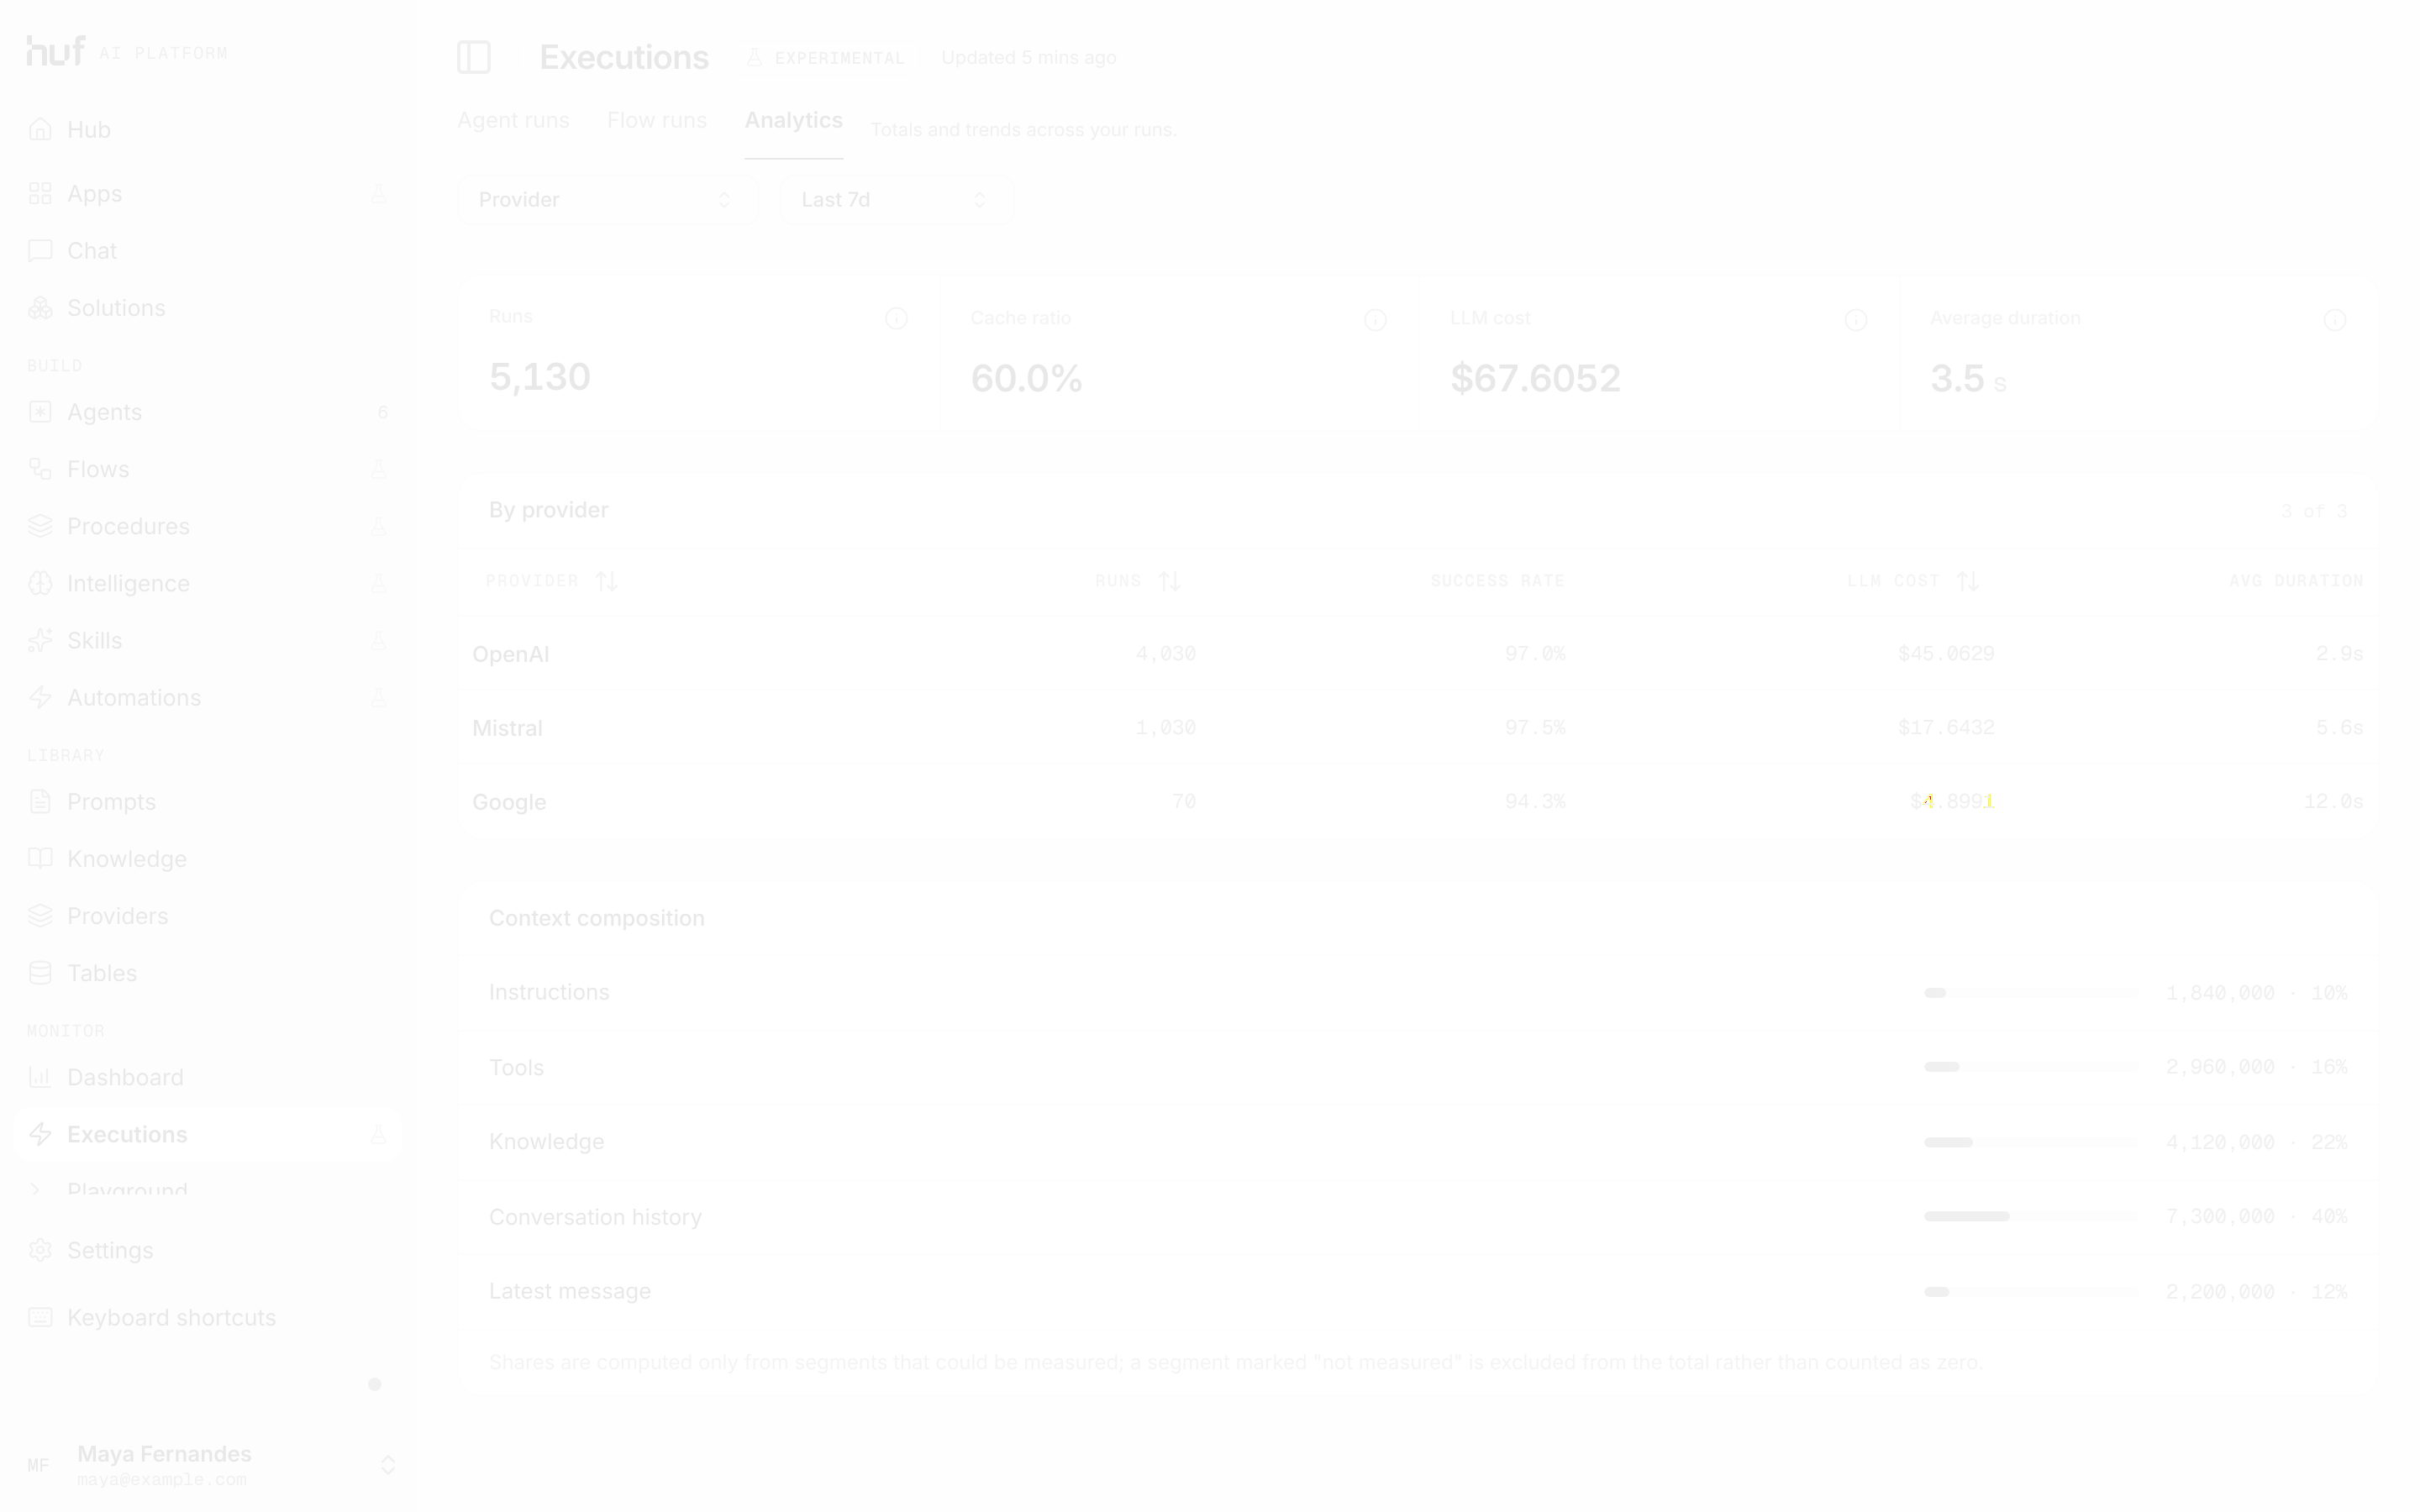 huf AI PLATFORM
Hub
Apps
Chat
Solutions
BUILD
Agents 6
Flows
Procedures
Intelligence
Skills
Automations
LIBRARY
Prompts
Knowledge
Providers
Tables
MONITOR
Dashboard
Executions
Playground
Settings
Keyboard shortcuts
MF Maya Fernandes
maya@example.com
Executions EXPERIMENTAL Updated 5 mins ago
Agent runs Flow runs Analytics Totals and trends across your runs.
Provider Last 7d
Runs Cache ratio LLM cost Average duration
5,130 60.0% $67.6052 3.5 s
By provider 3 of 3
PROVIDER RUNS SUCCESS RATE LLM COST AVG DURATION
OpenAI 4,030 97.0% $45.0629 2.9s
Mistral 1,030 97.5% $17.6432 5.6s
Google 70 94.3% $4.8991 12.0s
Context composition
Instructions 1,840,000 · 10%
Tools 2,960,000 · 16%
Knowledge 4,120,000 · 22%
Conversation history 7,300,000 · 40%
Latest message 2,200,000 · 12%
Shares are computed only from segments that could be measured; a segment marked "not measured" is excluded from the total rather than counted as zero.